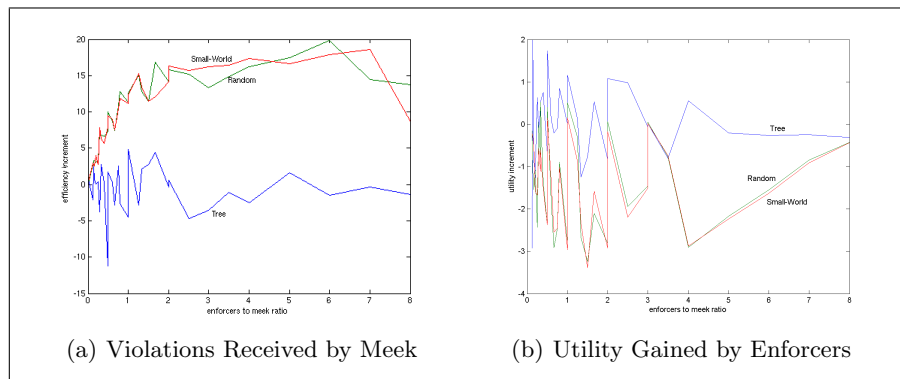 20
15
10
5
0
-5
-10
-15
0 1 2 3 4 5 6 7 8
efficiency increment
enforcers to meek ratio
Small-World
Random
Tree
(a) Violations Received by Meek
2
1
0
-1
-2
-3
-4
0 1 2 3 4 5 6 7 8
utility increment
enforcers to meek ratio
Tree
Random
Small-World
(b) Utility Gained by Enforcers